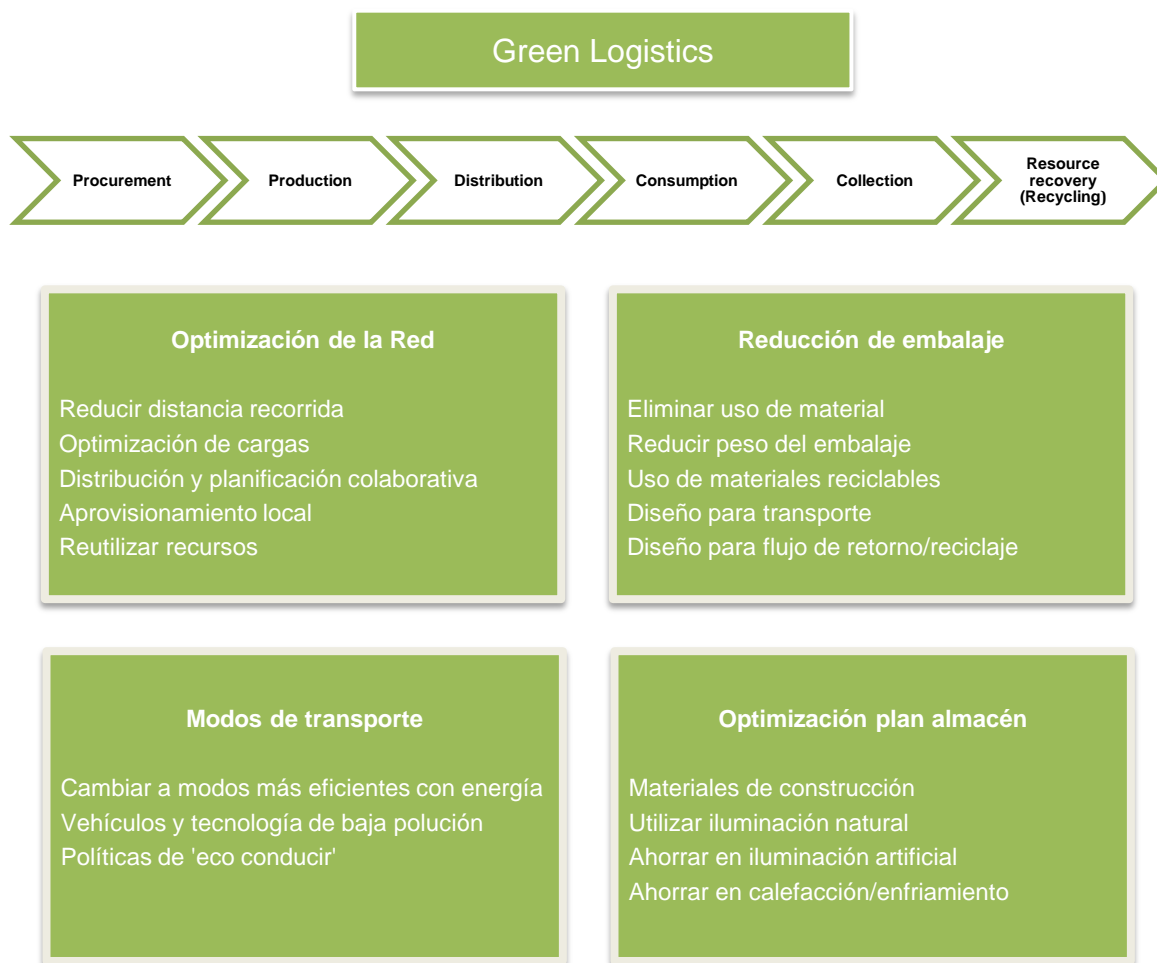 Green Logistics
Procurement
Production
Distribution
Consumption
Collection
Resource
recovery
(Recycling)
Optimización de la Red
Reducir distancia recorrida
Optimización de cargas
Distribución y planificación colaborativa
Aprovisionamiento local
Reutilizar recursos
Reducción de embalaje
Eliminar uso de material
Reducir peso del embalaje
Uso de materiales reciclables
Diseño para transporte
Diseño para flujo de retorno/reciclaje
Modos de transporte
Cambiar a modos más eficientes con energía
Vehículos y tecnología de baja polución
Políticas de 'eco conducir'
Optimización plan almacén
Materiales de construcción
Utilizar iluminación natural
Ahorrar en iluminación artificial
Ahorrar en calefacción/enfriamiento